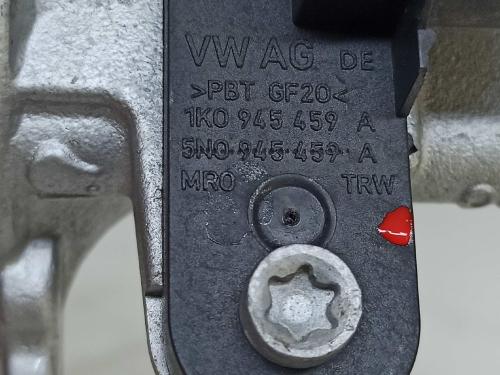 VW AG DE
>PBT GF20<
1K0 945 459 A
5N0 945 459 A
MRO TRW